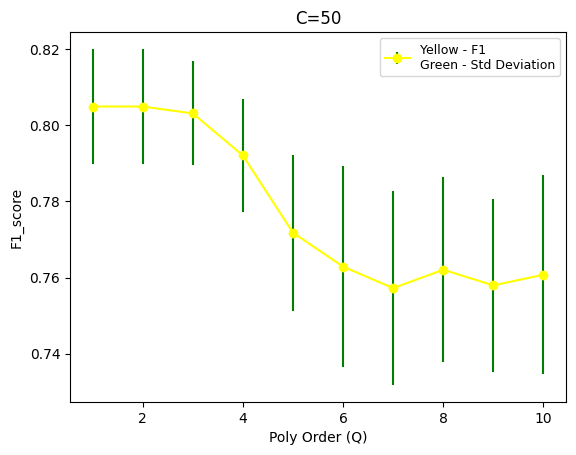 C=50
Yellow - F1
Green - Std Deviation
0.82
0.80
0.78
0.76
0.74
F1_score
2 4 6 8 10
Poly Order (Q)